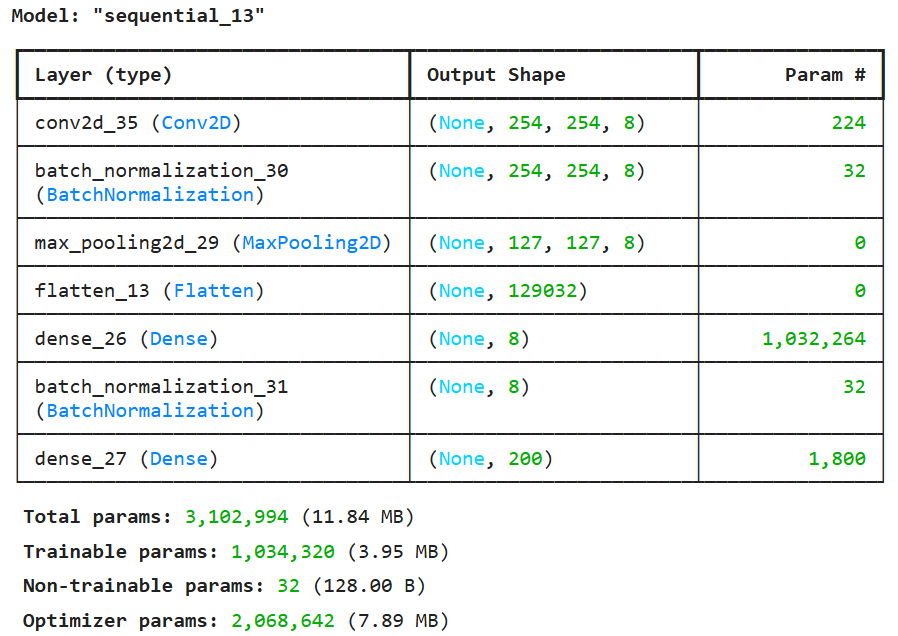 Model: "sequential_13"
Layer (type) Output Shape Param #
conv2d_35 (Conv2D) (None, 254, 254, 8) 224
batch_normalization_30 (None, 254, 254, 8) 32
(BatchNormalization)
max_pooling2d_29 (MaxPooling2D) (None, 127, 127, 8) 0
flatten_13 (Flatten) (None, 129032) 0
dense_26 (Dense) (None, 8) 1,032,264
batch_normalization_31 (None, 8) 32
(BatchNormalization)
dense_27 (Dense) (None, 200) 1,800
Total params: 3,102,994 (11.84 MB)
Trainable params: 1,034,320 (3.95 MB)
Non-trainable params: 32 (128.00 B)
Optimizer params: 2,068,642 (7.89 MB)